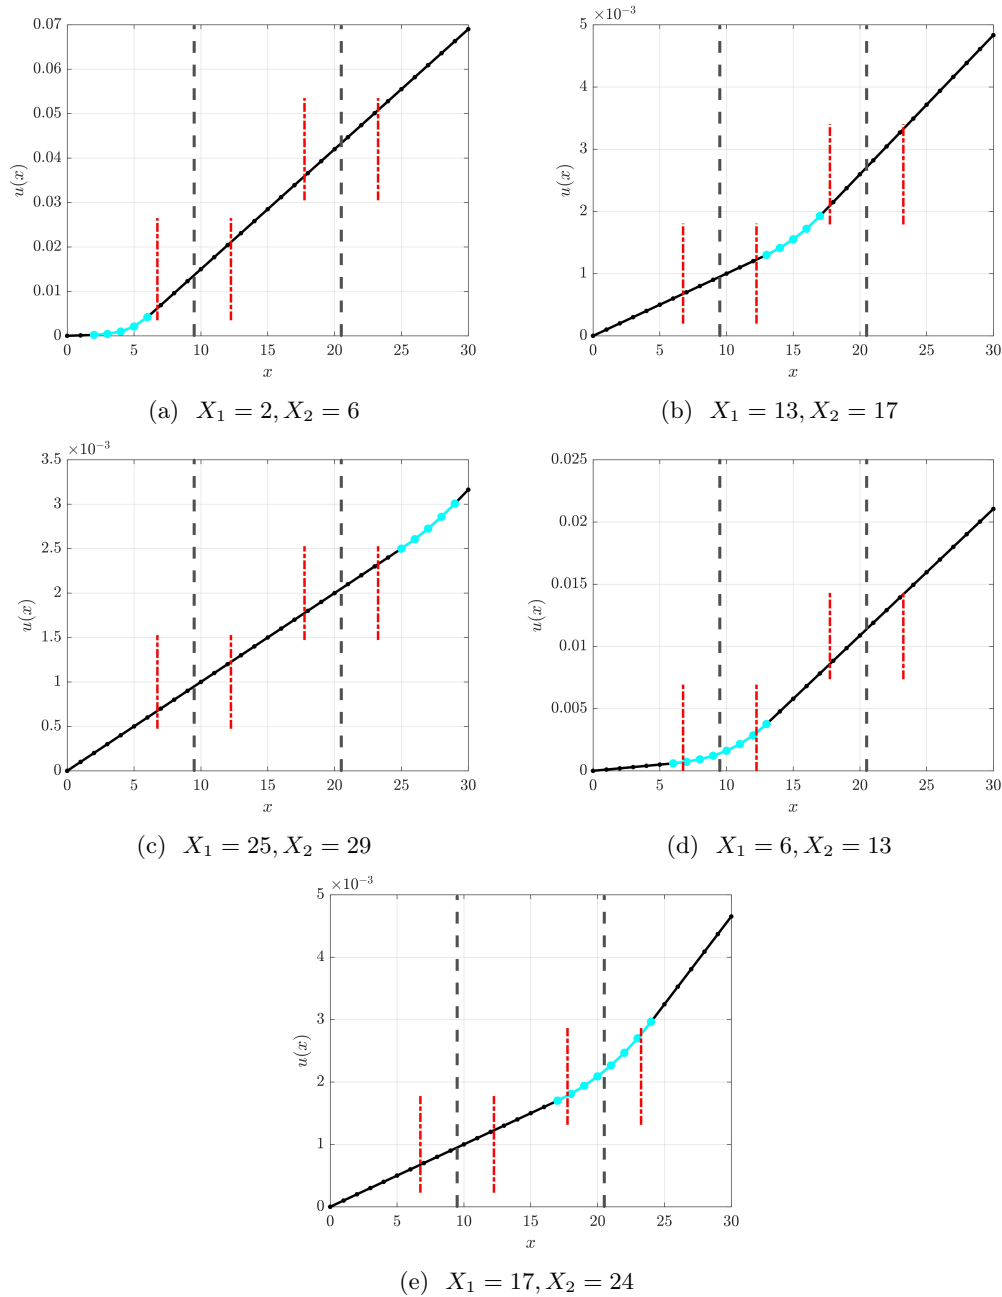 0.07
0.06
0.05
0.04
0.03
0.02
0.01
0
u(x)
0 5 10 15 20 25 30
x
(a) X₁ = 2, X₂ = 6
×10⁻³
5
4
3
2
1
0
u(x)
0 5 10 15 20 25 30
x
(b) X₁ = 13, X₂ = 17
×10⁻³
3.5
3
2.5
2
1.5
1
0.5
0
u(x)
0 5 10 15 20 25 30
x
(c) X₁ = 25, X₂ = 29
0.025
0.02
0.015
0.01
0.005
0
u(x)
0 5 10 15 20 25 30
x
(d) X₁ = 6, X₂ = 13
×10⁻³
5
4
3
2
1
0
u(x)
0 5 10 15 20 25 30
x
(e) X₁ = 17, X₂ = 24